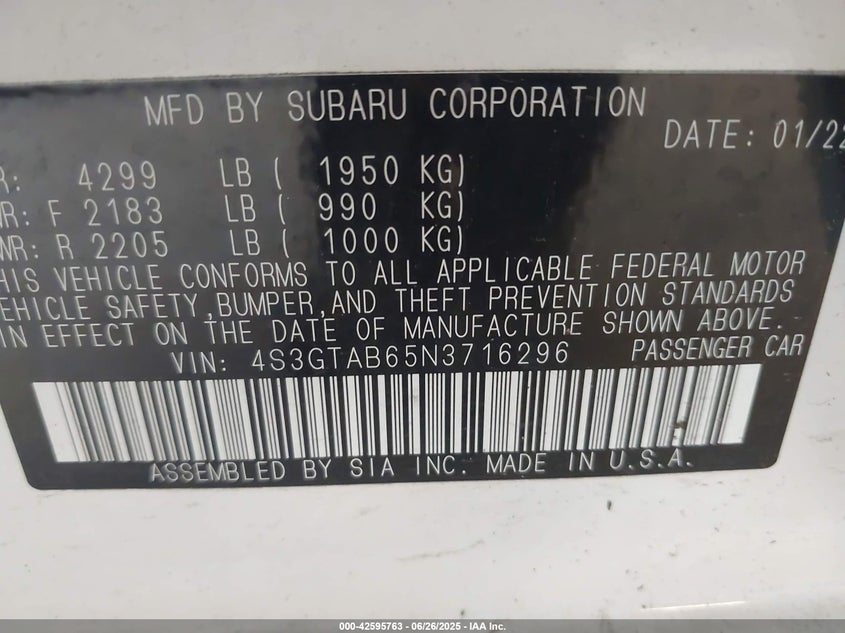 MFD BY SUBARU CORPORATION
DATE: 01/22
R: 4299 LB ( 1950 KG)
WR: F 2183 LB ( 990 KG)
WR: R 2205 LB ( 1000 KG)
HIS VEHICLE CONFORMS TO ALL APPLICABLE FEDERAL MOTOR
EHICLE SAFETY,BUMPER,AND THEFT PREVENTION STANDARDS
IN EFFECT ON THE DATE OF MANUFACTURE SHOWN ABOVE.
VIN: 4S3GTAB65N3716296 PASSENGER CAR
ASSEMBLED BY SIA INC. MADE IN U.S.A.
000-42595763 - 06/26/2025 - IAA Inc.